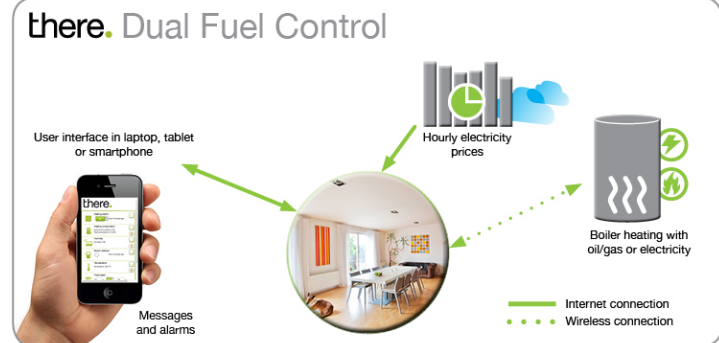 there. Dual Fuel Control
User interface in laptop, tablet
or smartphone
Hourly electricity
prices
there.
Boiler heating with
oil/gas or electricity
Messages
and alarms
Internet connection
Wireless connection